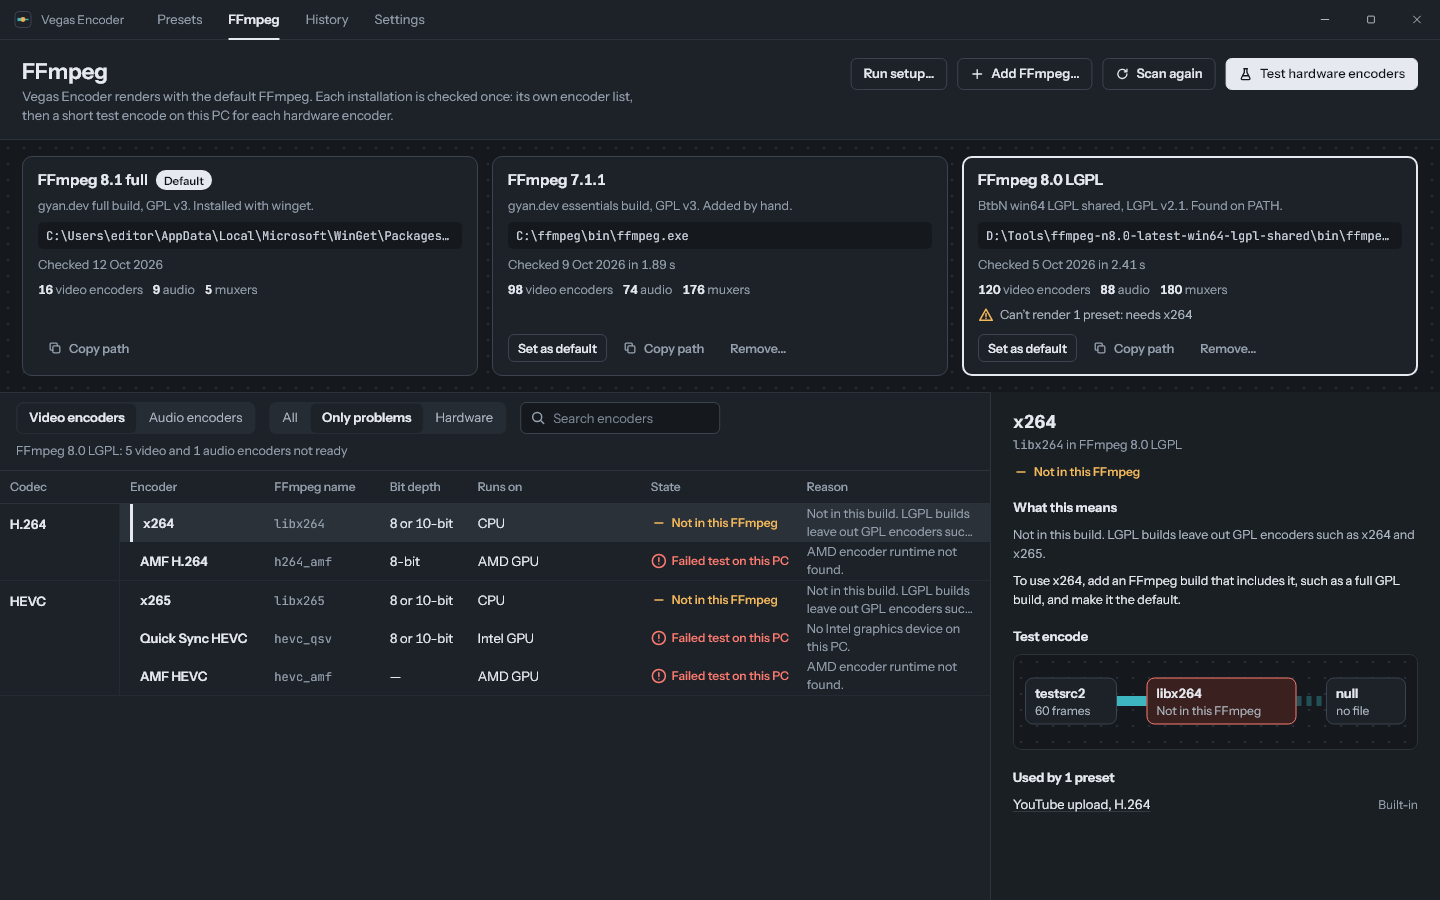 Vegas Encoder
Presets
FFmpeg
History
Settings
FFmpeg
Vegas Encoder renders with the default FFmpeg. Each installation is checked once: its own encoder list,
then a short test encode on this PC for each hardware encoder.
Run setup...
Add FFmpeg...
Scan again
Test hardware encoders
FFmpeg 8.1 full Default
gyan.dev full build, GPL v3. Installed with winget.
C:\Users\editor\AppData\Local\Microsoft\WinGet\Packages…
Checked 12 Oct 2026
16 video encoders 9 audio 5 muxers
Copy path
FFmpeg 7.1.1
gyan.dev essentials build, GPL v3. Added by hand.
C:\ffmpeg\bin\ffmpeg.exe
Checked 9 Oct 2026 in 1.89 s
98 video encoders 74 audio 176 muxers
Set as default Copy path Remove...
FFmpeg 8.0 LGPL
BtbN win64 LGPL shared, LGPL v2.1. Found on PATH.
D:\Tools\ffmpeg-n8.0-latest-win64-lgpl-shared\bin\ffmpe…
Checked 5 Oct 2026 in 2.41 s
120 video encoders 88 audio 180 muxers
Can't render 1 preset: needs x264
Set as default Copy path Remove...
Video encoders Audio encoders
All Only problems Hardware
Search encoders
FFmpeg 8.0 LGPL: 5 video and 1 audio encoders not ready
Codec Encoder FFmpeg name Bit depth Runs on State Reason
H.264 x264 libx264 8 or 10-bit CPU – Not in this FFmpeg Not in this build. LGPL builds
leave out GPL encoders suc…
AMF H.264 h264_amf 8-bit AMD GPU Failed test on this PC AMD encoder runtime not
found.
HEVC x265 libx265 8 or 10-bit CPU – Not in this FFmpeg Not in this build. LGPL builds
leave out GPL encoders suc…
Quick Sync HEVC hevc_qsv 8 or 10-bit Intel GPU Failed test on this PC No Intel graphics device on
this PC.
AMF HEVC hevc_amf — AMD GPU Failed test on this PC AMD encoder runtime not
found.
x264
libx264 in FFmpeg 8.0 LGPL
– Not in this FFmpeg
What this means
Not in this build. LGPL builds leave out GPL encoders such as x264 and
x265.
To use x264, add an FFmpeg build that includes it, such as a full GPL
build, and make it the default.
Test encode
testsrc2
60 frames
libx264
Not in this FFmpeg
null
no file
Used by 1 preset
YouTube upload, H.264 Built-in